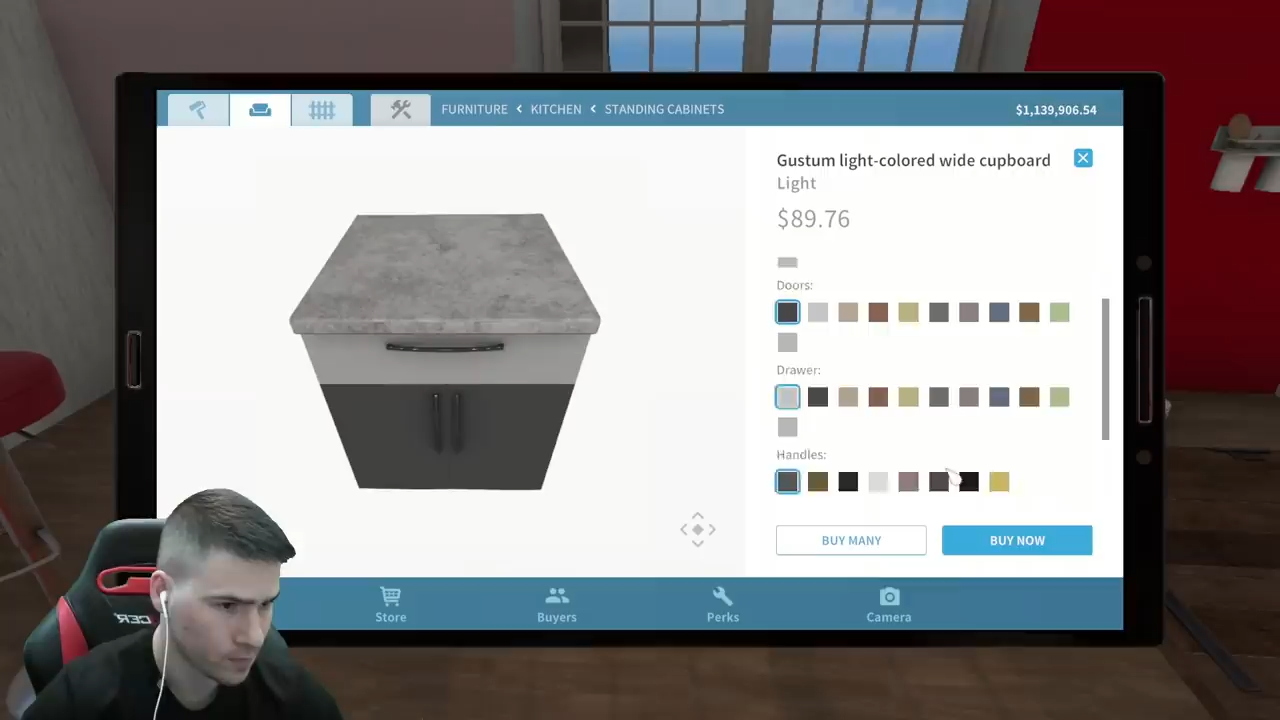 FURNITURE < KITCHEN < STANDING CABINETS
$1,139,906.54
Gustum light-colored wide cupboard
Light
$89.76
Doors:
Drawer:
Handles:
BUY MANY
BUY NOW
Store
Buyers
Perks
Camera